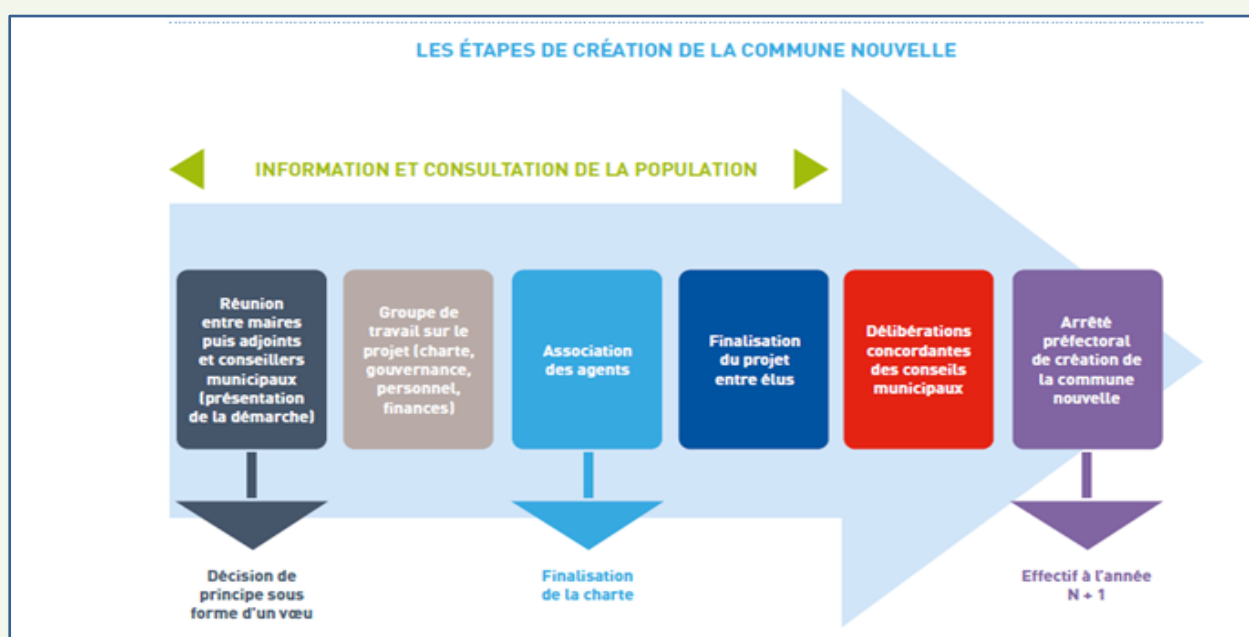 LES ÉTAPES DE CRÉATION DE LA COMMUNE NOUVELLE
INFORMATION ET CONSULTATION DE LA POPULATION
Réunion
entre maires
puis adjoints
et conseillers
municipaux
(présentation
de la démarche)
Groupe de
travail sur le
projet (charte,
gouvernance,
personnel,
finances)
Association
des agents
Finalisation
du projet
entre élus
Délibérations
concordantes
des conseils
municipaux
Arrêté
préfectoral
de création de
la commune
nouvelle
Décision de
principe sous
forme d'un vœu
Finalisation
de la charte
Effectif à l'année
N + 1